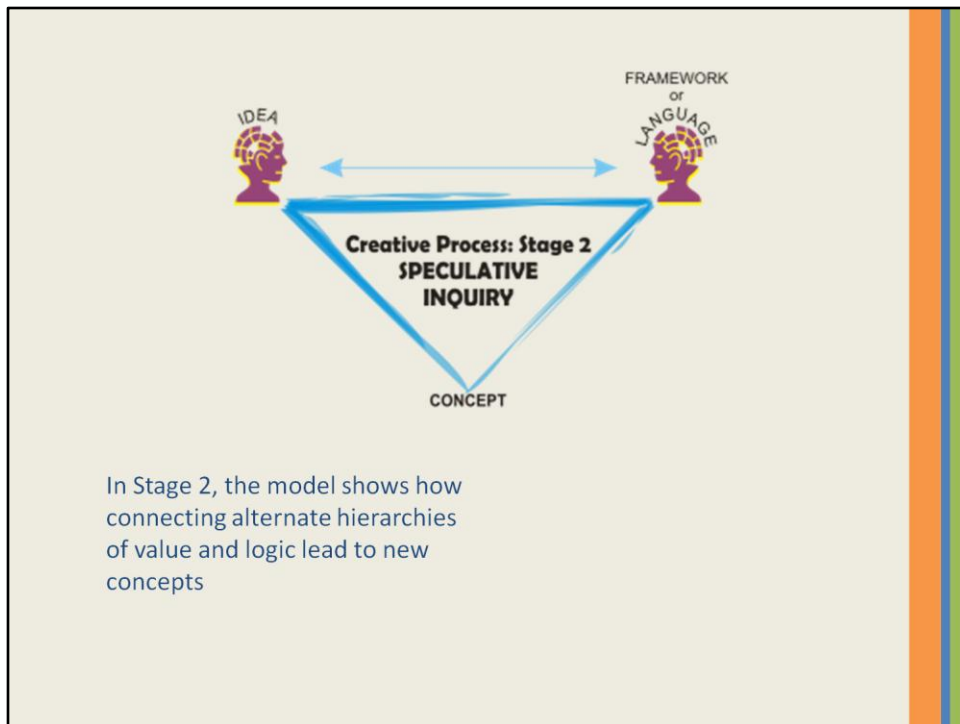 IDEA
FRAMEWORK
or
LANGUAGE
Creative Process: Stage 2
SPECULATIVE
INQUIRY
CONCEPT
In Stage 2, the model shows how
connecting alternate hierarchies
of value and logic lead to new
concepts